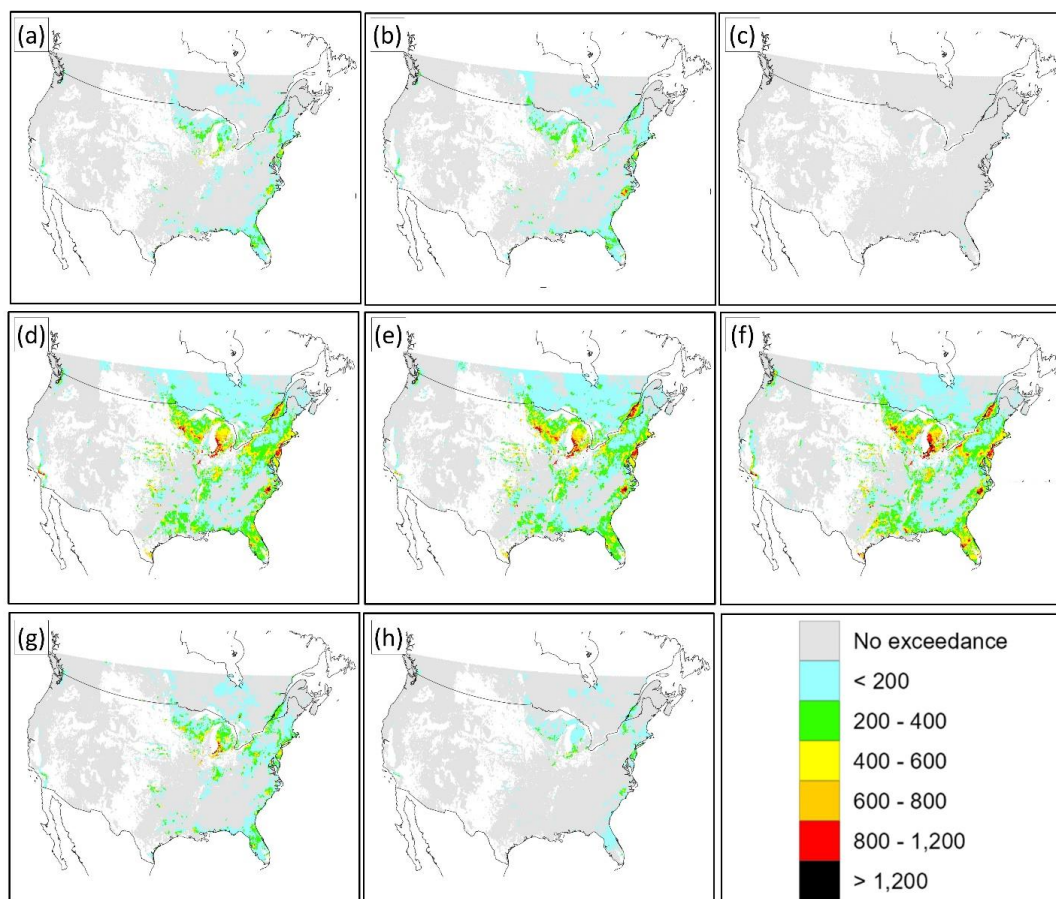 (a)
(b)
(c)
(d)
(e)
(f)
(g)
(h)
No exceedance
< 200
200 - 400
400 - 600
600 - 800
800 - 1,200
> 1,200